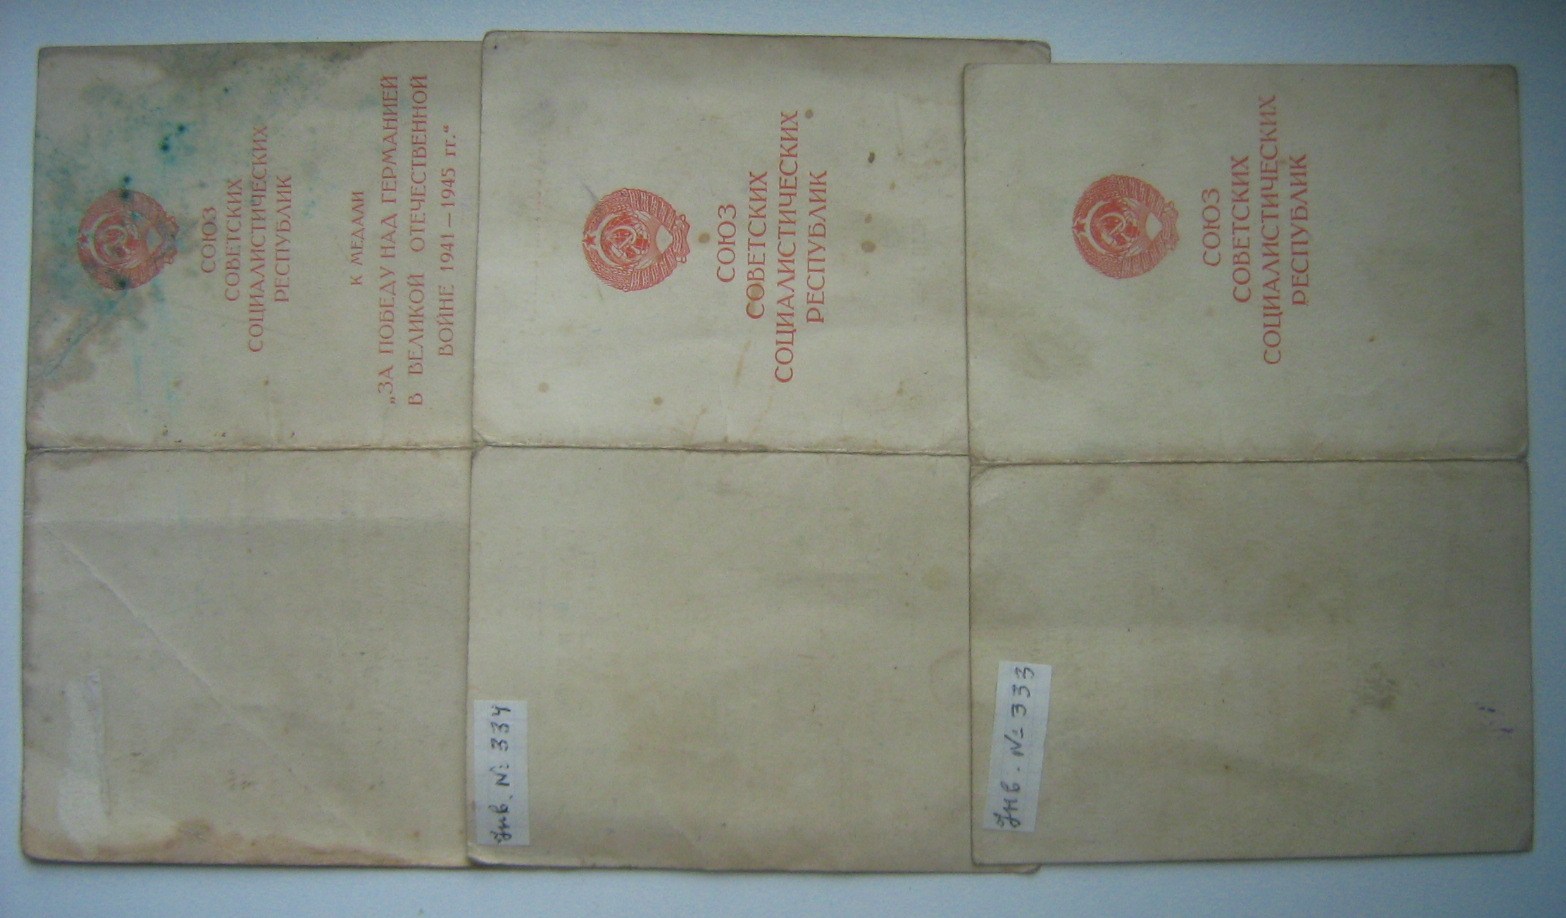 СОЮЗ
СОВЕТСКИХ
СОЦИАЛИСТИЧЕСКИХ
РЕСПУБЛИК
К МЕДАЛИ
„ЗА ПОБЕДУ НАД ГЕРМАНИЕЙ
В ВЕЛИКОЙ ОТЕЧЕСТВЕННОЙ
ВОЙНЕ 1941—1945 гг.“
СОЮЗ
СОВЕТСКИХ
СОЦИАЛИСТИЧЕСКИХ
РЕСПУБЛИК
Инв. № 334
СОЮЗ
СОВЕТСКИХ
СОЦИАЛИСТИЧЕСКИХ
РЕСПУБЛИК
Инв. № 333